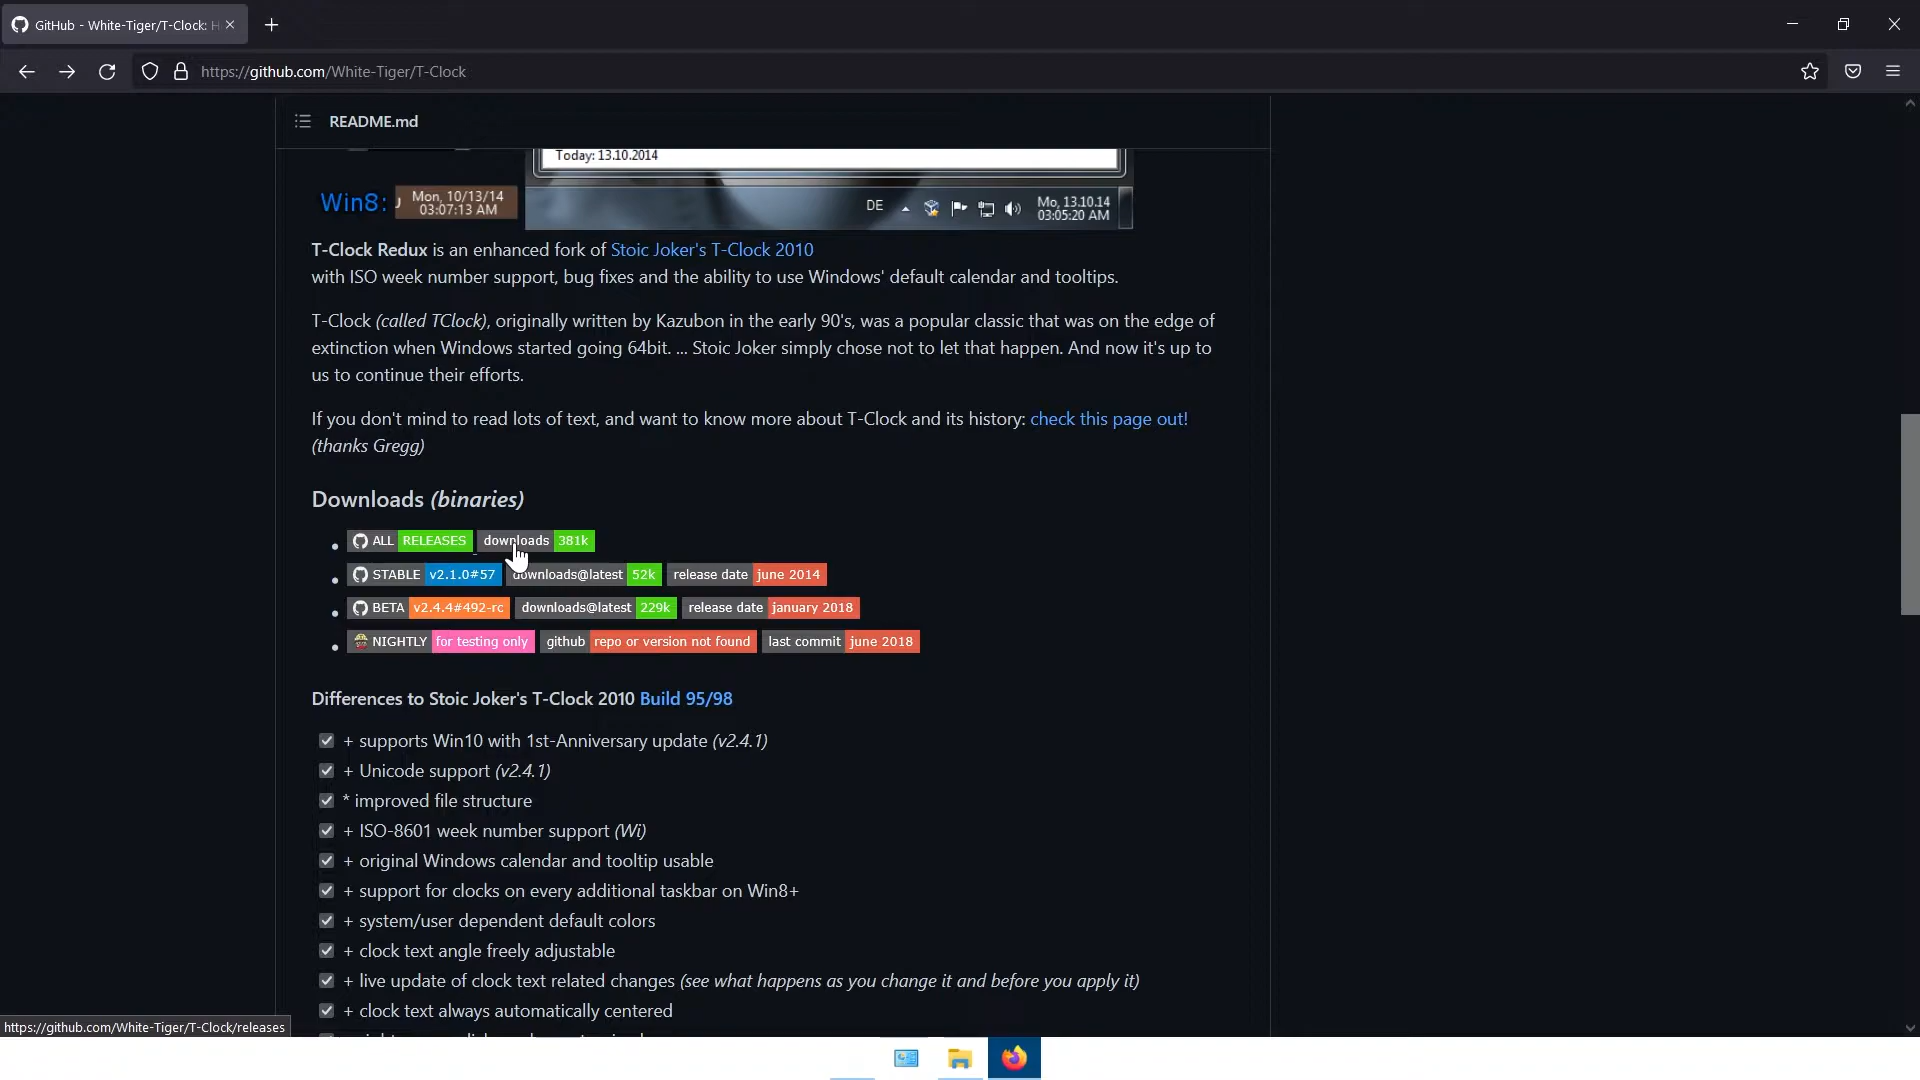 GitHub - White-Tiger/T-Clock: H
https://github.com/White-Tiger/T-Clock
README.md
Today: 13.10.2014
Win8:
Mon, 10/13/14
03:07:13 AM
DE
Mo, 13.10.14
03:05:20 AM
T-Clock Redux is an enhanced fork of Stoic Joker's T-Clock 2010
with ISO week number support, bug fixes and the ability to use Windows' default calendar and tooltips.
T-Clock (called TClock), originally written by Kazubon in the early 90's, was a popular classic that was on the edge of
extinction when Windows started going 64bit. ... Stoic Joker simply chose not to let that happen. And now it's up to
us to continue their efforts.
If you don't mind to read lots of text, and want to know more about T-Clock and its history: check this page out!
(thanks Gregg)
Downloads (binaries)
ALL RELEASES downloads 381k
STABLE v2.1.0#57 downloads@latest 52k release date june 2014
BETA v2.4.4#492-rc downloads@latest 229k release date january 2018
NIGHTLY for testing only github repo or version not found last commit june 2018
Differences to Stoic Joker's T-Clock 2010 Build 95/98
+ supports Win10 with 1st-Anniversary update (v2.4.1)
+ Unicode support (v2.4.1)
* improved file structure
+ ISO-8601 week number support (Wi)
+ original Windows calendar and tooltip usable
+ support for clocks on every additional taskbar on Win8+
+ system/user dependent default colors
+ clock text angle freely adjustable
+ live update of clock text related changes (see what happens as you change it and before you apply it)
+ clock text always automatically centered
https://github.com/White-Tiger/T-Clock/releases